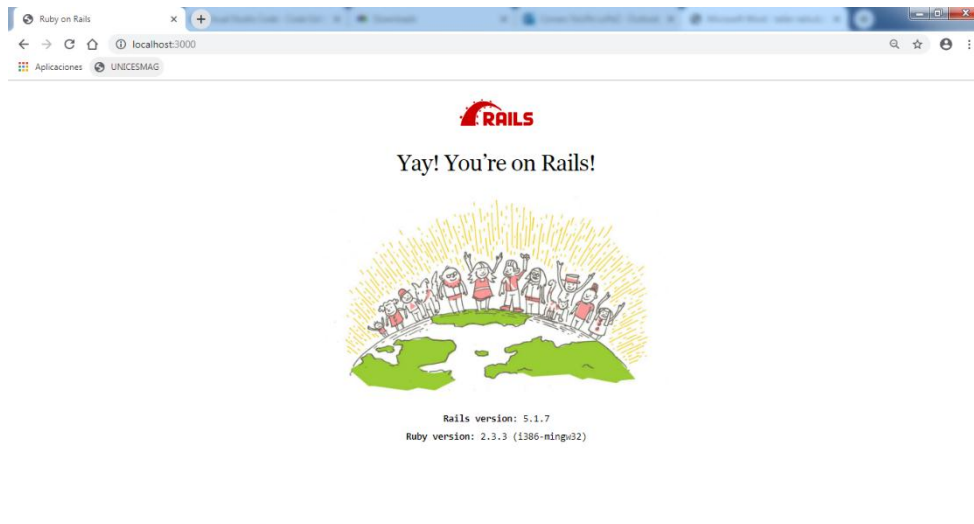 Ruby on Rails
localhost:3000
Aplicaciones UNICESMAG
RAILS
Yay! You're on Rails!
Rails version: 5.1.7
Ruby version: 2.3.3 (i386-mingw32)